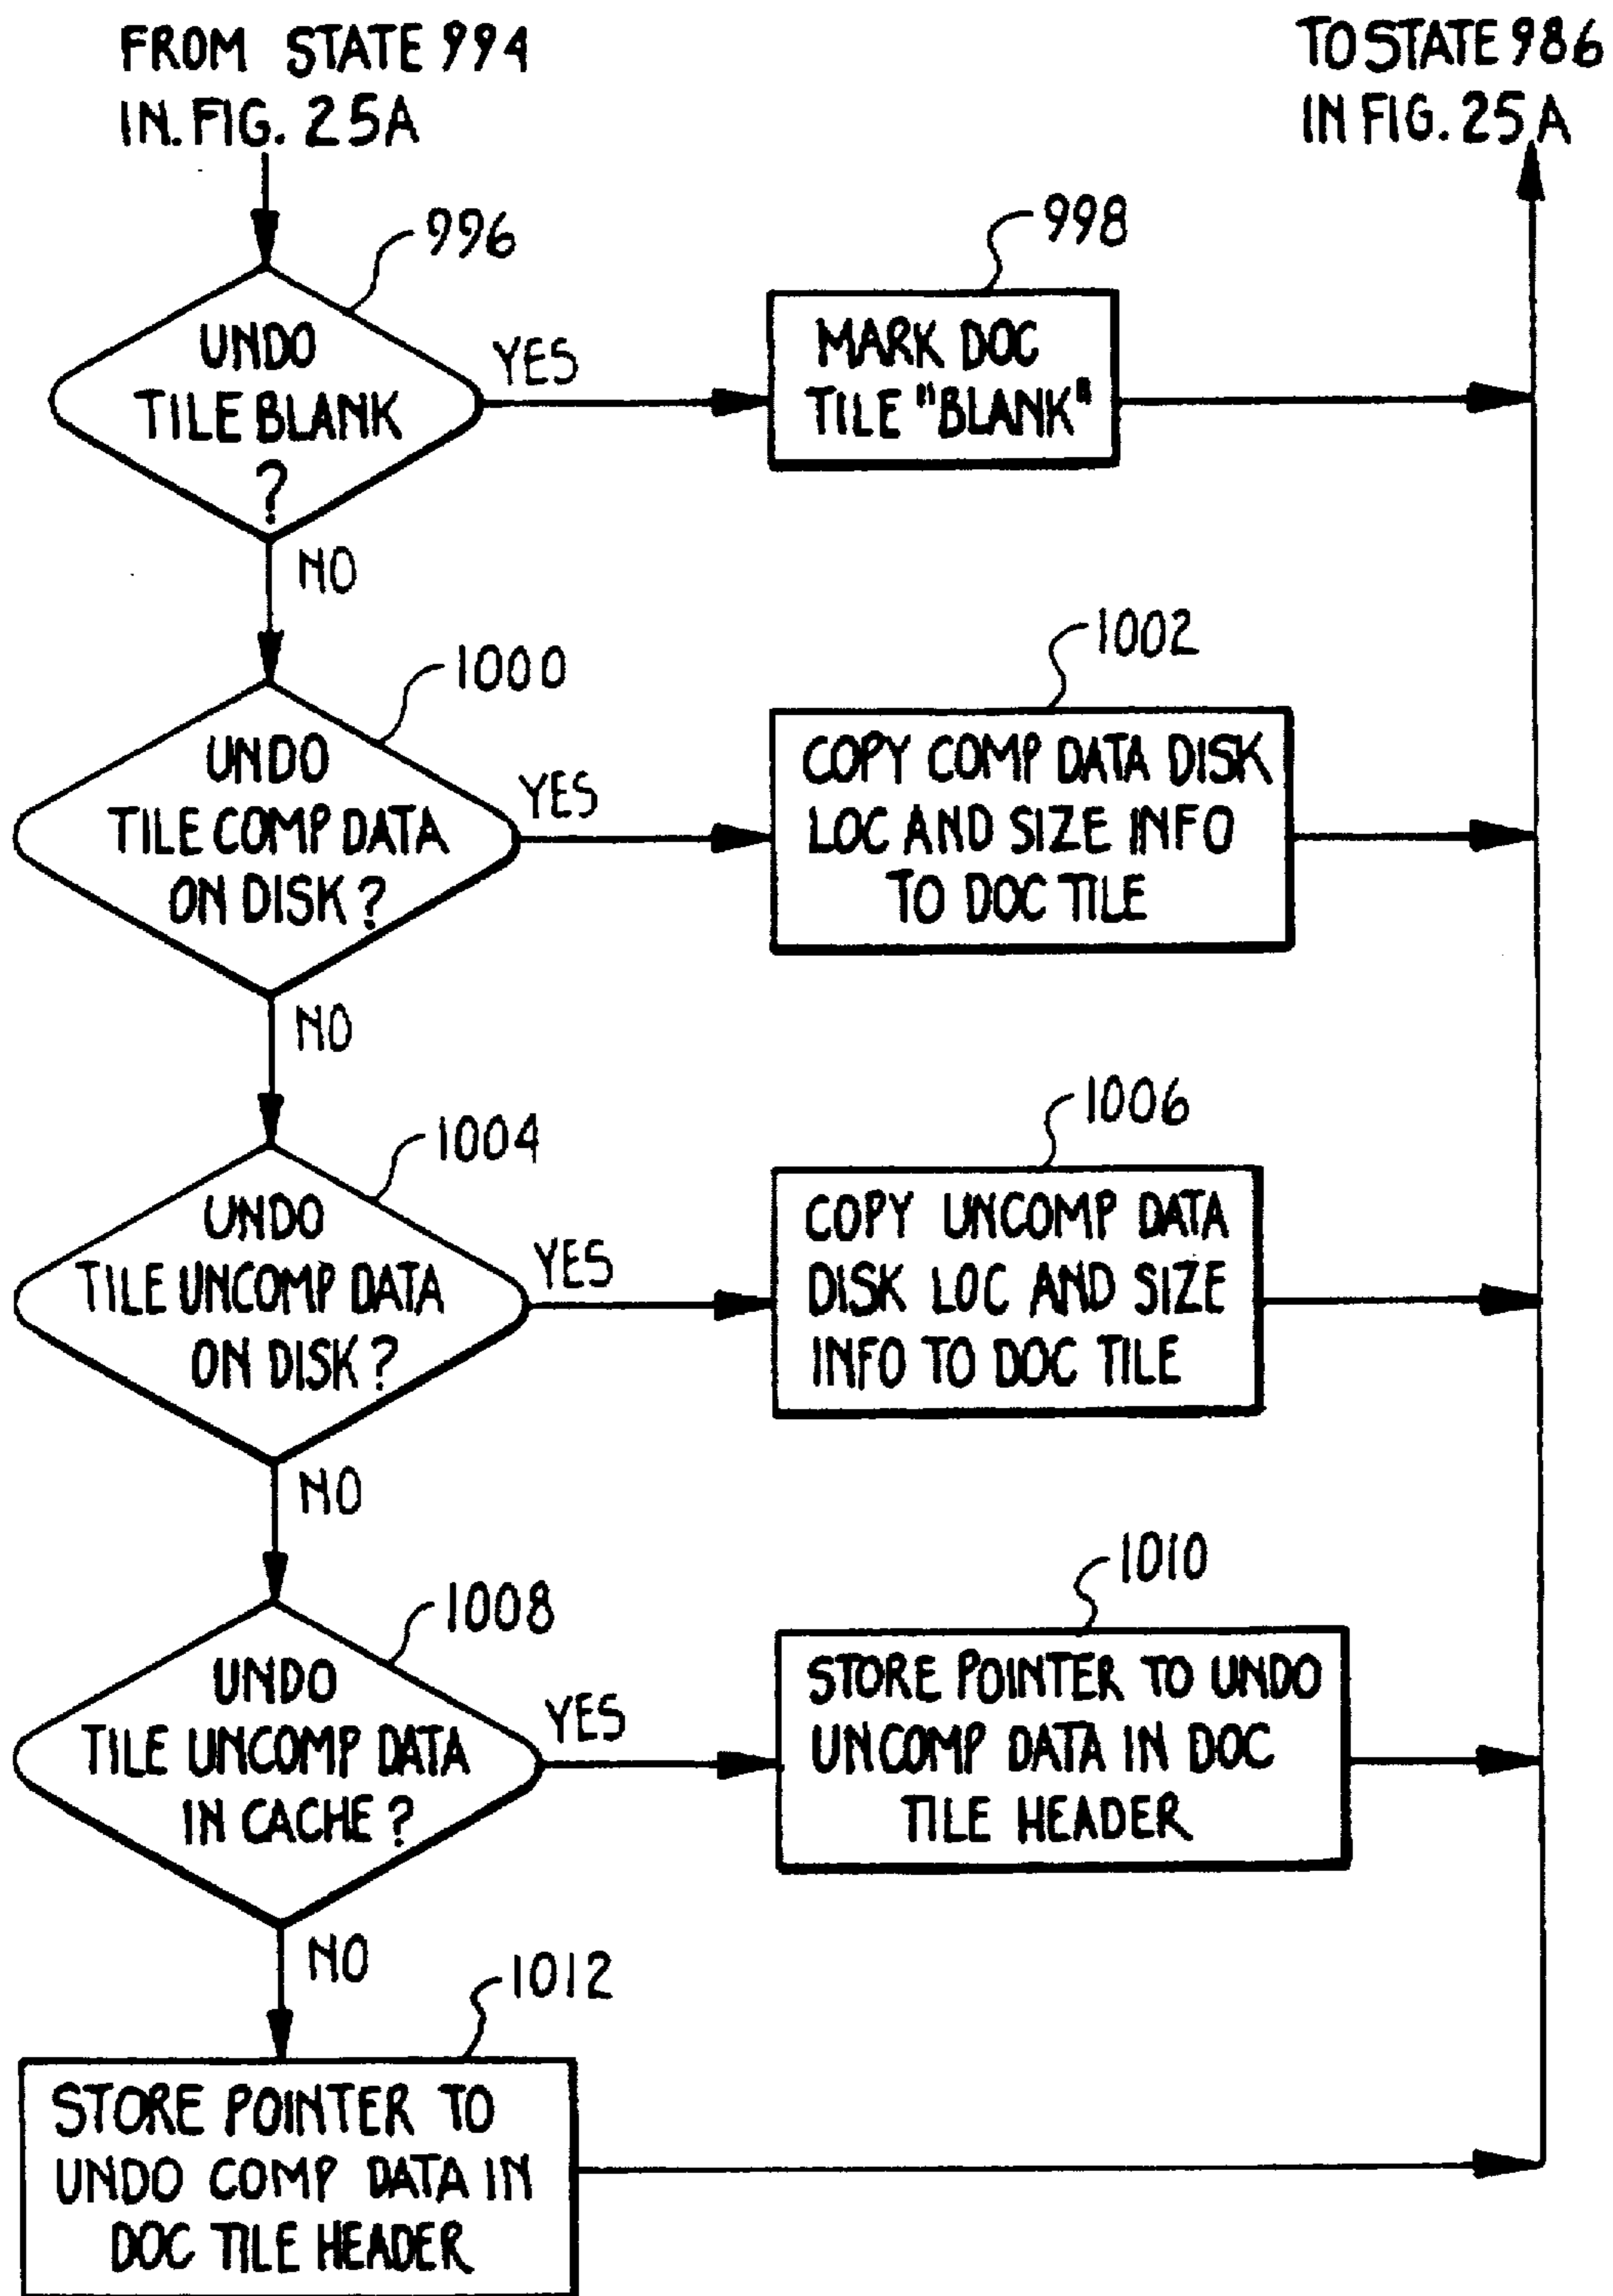 FROM STATE 994
IN. FIG. 25A
TO STATE 986
IN FIG. 25A
996
UNDO
TILE BLANK
?
YES
998
MARK DOC
TILE "BLANK"
NO
1000
UNDO
TILE COMP DATA
ON DISK?
YES
1002
COPY COMP DATA DISK
LOC AND SIZE INFO
TO DOC TILE
NO
1004
UNDO
TILE UNCOMP DATA
ON DISK?
YES
1006
COPY UNCOMP DATA
DISK LOC AND SIZE
INFO TO DOC TILE
NO
1008
UNDO
TILE UNCOMP DATA
IN CACHE?
YES
1010
STORE POINTER TO UNDO
UNCOMP DATA IN DOC
TILE HEADER
NO
1012
STORE POINTER TO
UNDO COMP DATA IN
DOC TILE HEADER